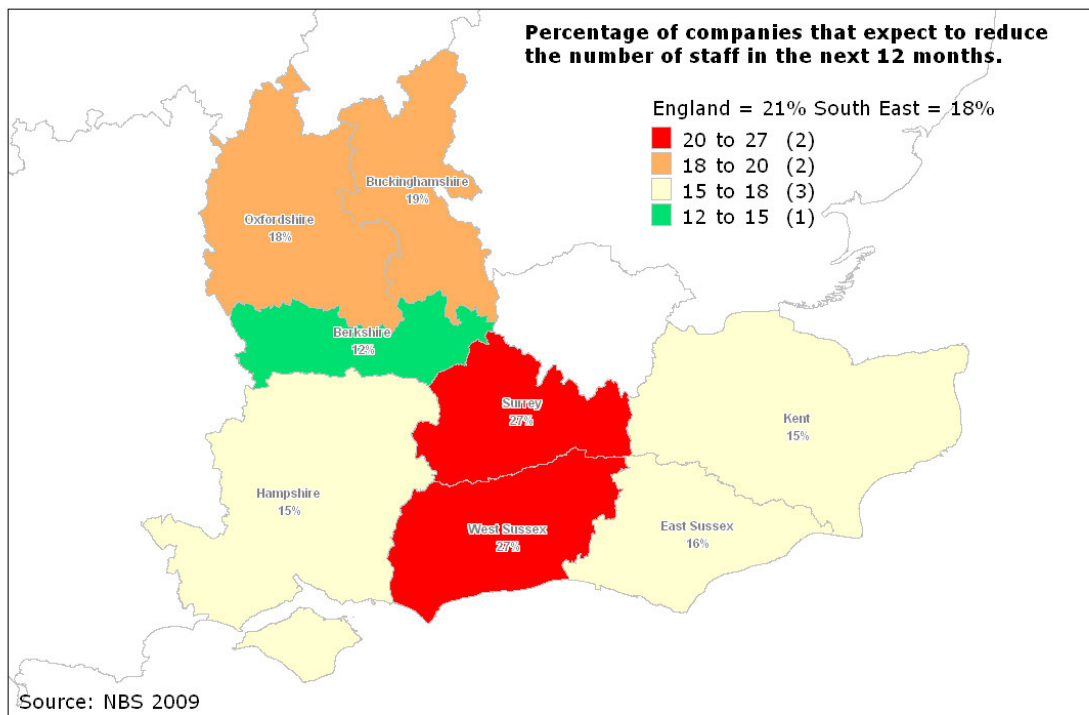 Percentage of companies that expect to reduce
the number of staff in the next 12 months.
England = 21% South East = 18%
20 to 27 (2)
18 to 20 (2)
15 to 18 (3)
12 to 15 (1)
Buckinghamshire
19%
Oxfordshire
18%
Berkshire
12%
Surrey
27%
Kent
15%
Hampshire
15%
West Sussex
27%
East Sussex
16%
Source: NBS 2009